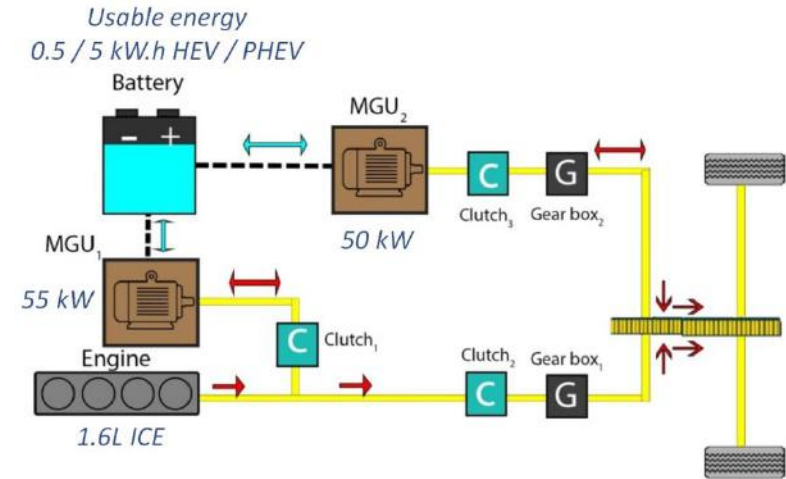 Usable energy
0.5 / 5 kW.h HEV / PHEV
Battery
MGU₂
C
G
Clutch₃
Gear box₂
50 kW
MGU₁
55 kW
C
Clutch₁
Engine
Clutch₂
Gear box₁
C
G
1.6L ICE